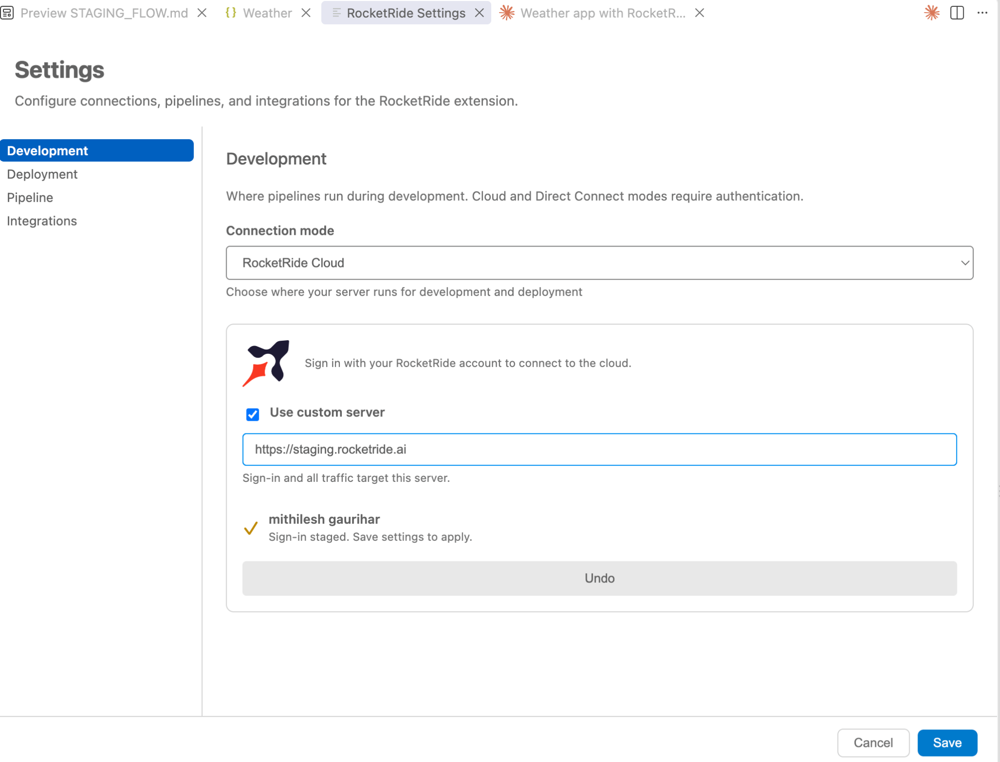 Preview STAGING_FLOW.md
{} Weather
RocketRide Settings
Weather app with RocketR...
Settings
Configure connections, pipelines, and integrations for the RocketRide extension.
Development
Deployment
Pipeline
Integrations
Development
Where pipelines run during development. Cloud and Direct Connect modes require authentication.
Connection mode
RocketRide Cloud
Choose where your server runs for development and deployment
Sign in with your RocketRide account to connect to the cloud.
Use custom server
https://staging.rocketride.ai
Sign-in and all traffic target this server.
mithilesh gaurihar
Sign-in staged. Save settings to apply.
Undo
Cancel
Save